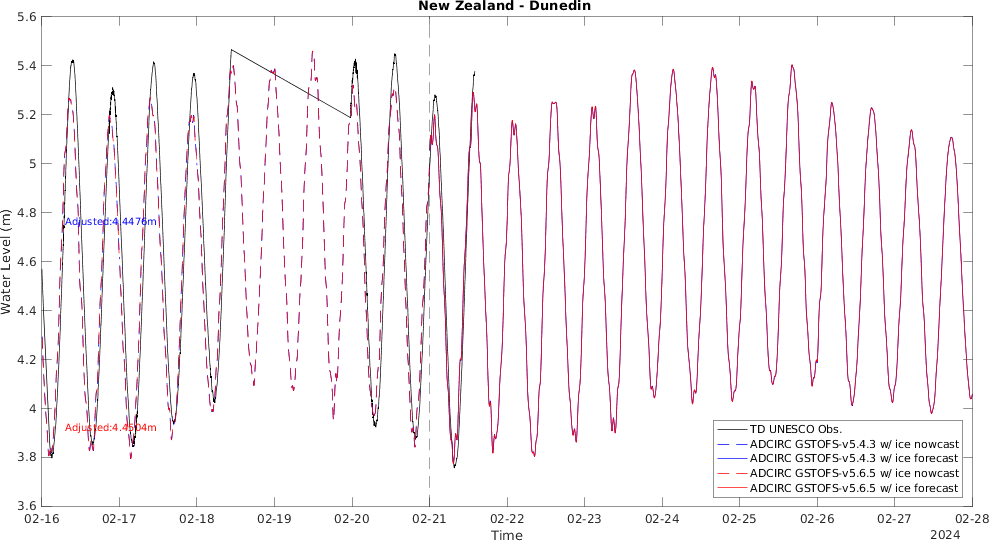 New Zealand - Dunedin
5.6
5.4
5.2
5
4.8
4.6
4.4
4.2
4
3.8
3.6
Water Level (m)
Adjusted:4.4476m
Adjusted:4.4504m
TD UNESCO Obs.
ADCIRC GSTOFS-v5.4.3 w/ ice nowcast
ADCIRC GSTOFS-v5.4.3 w/ ice forecast
ADCIRC GSTOFS-v5.6.5 w/ ice nowcast
ADCIRC GSTOFS-v5.6.5 w/ ice forecast
02-16 02-17 02-18 02-19 02-20 02-21 02-22 02-23 02-24 02-25 02-26 02-27 02-28
Time
2024